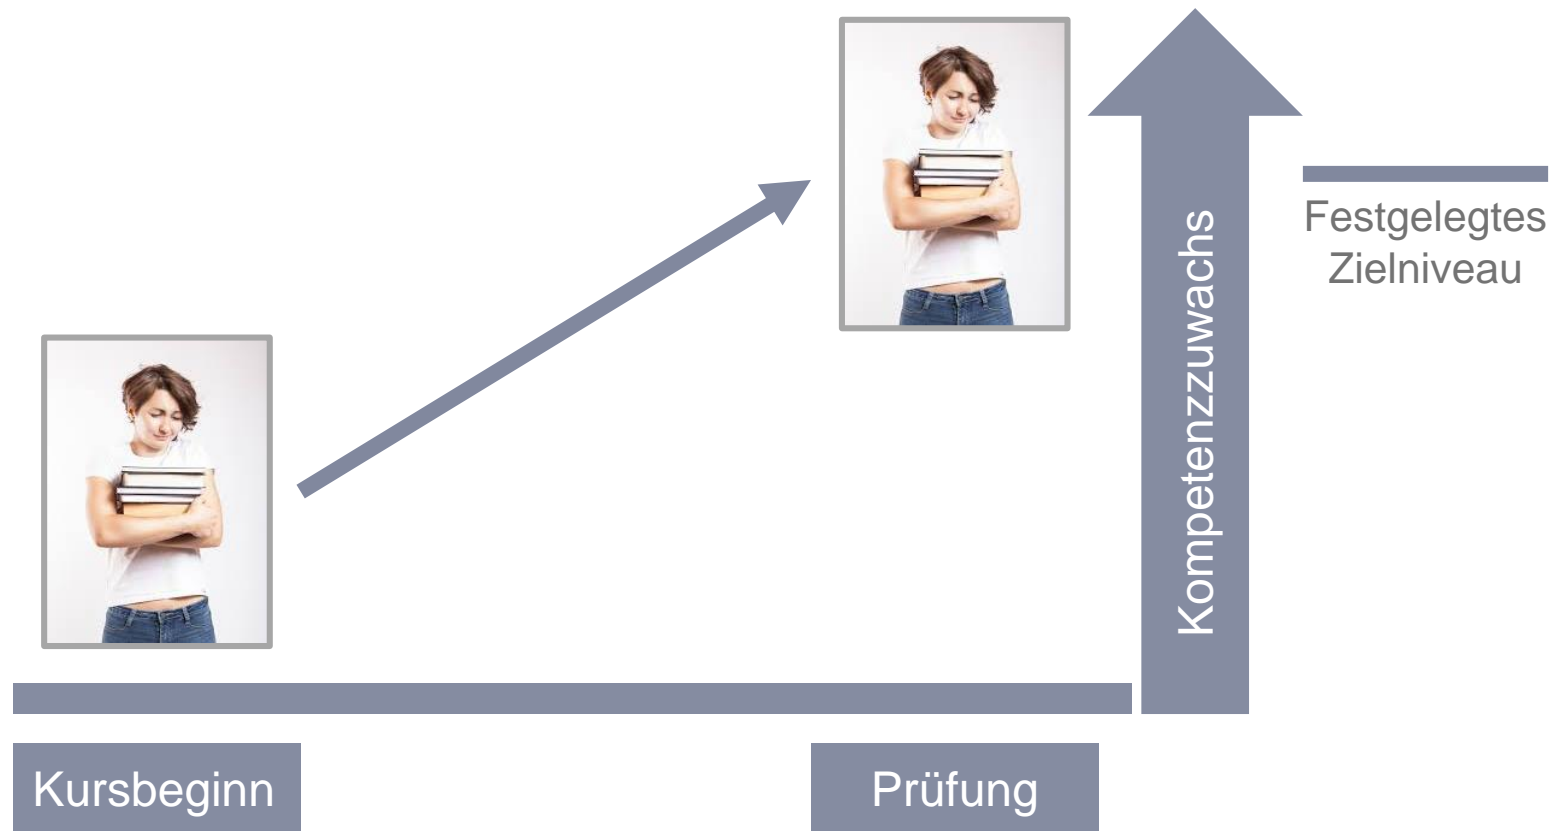 Kompetenzzuwachs
Festgelegtes
Zielniveau
Kursbeginn
Prüfung